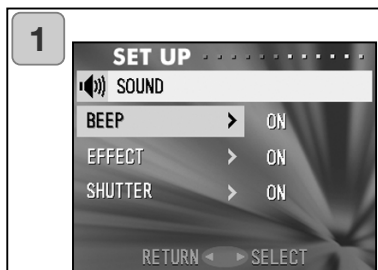 1
SET UP
SOUND
BEEP > ON
EFFECT > ON
SHUTTER > ON
RETURN ◀ ▶ SELECT